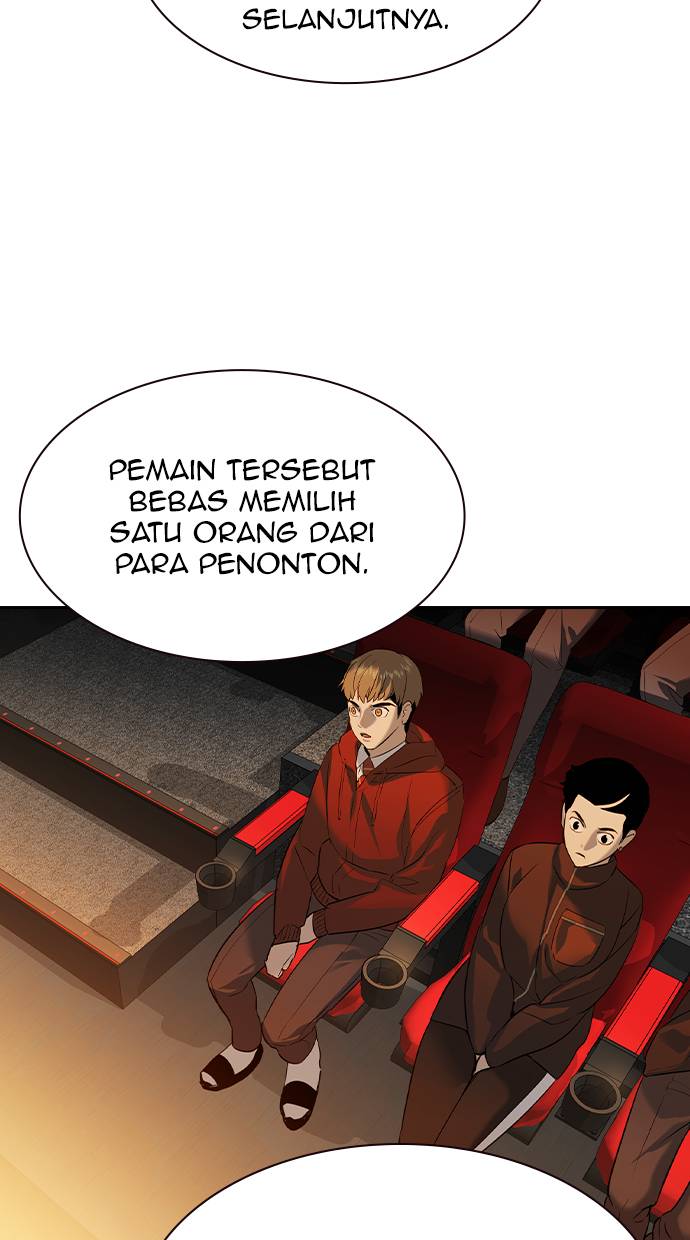 SELANJUTNYA.
PEMAIN TERSEBUT
BEBAS MEMILIH
SATU ORANG DARI
PARA PENONTON.